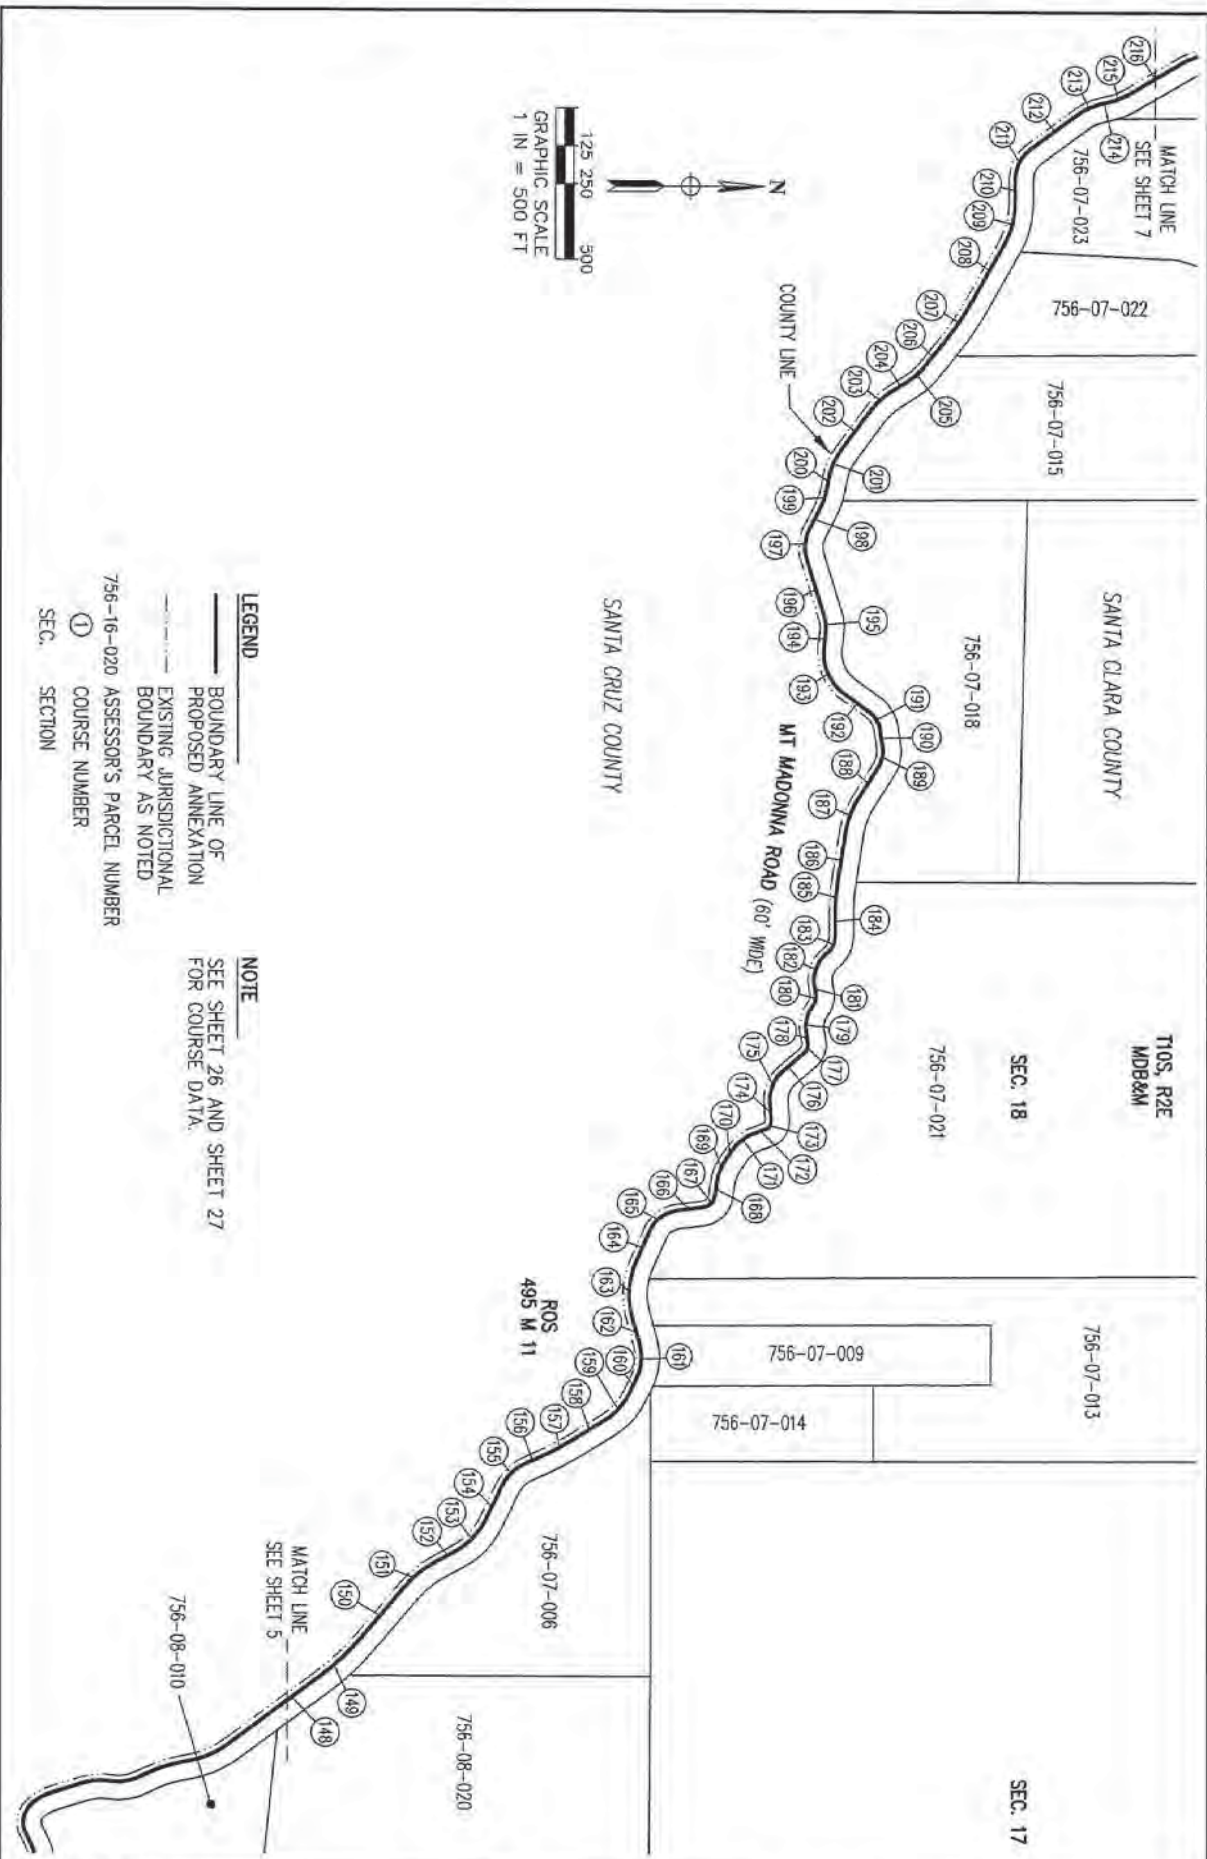 MATCH LINE
SEE SHEET 7
216
215
214
213
212
211
210
209
208
207
206
205
204
203
202
201
200
199
198
197
196
195
194
193
192
191
190
189
188
187
186
185
184
183
182
181
180
179
178
177
176
175
174
173
172
171
170
169
168
167
166
165
164
163
162
161
160
159
158
157
156
155
154
153
152
151
150
149
148
756-07-023
756-07-022
756-07-015
756-07-018
756-07-021
756-07-013
756-07-009
756-07-014
756-07-006
756-08-020
756-08-010
SANTA CLARA COUNTY
T10S, R2E
MDB&M
SEC. 18
SEC. 17
N
125 250 500
GRAPHIC SCALE
1 IN = 500 FT
COUNTY LINE
MT MADONNA ROAD (60' WIDE)
SANTA CRUZ COUNTY
ROS
495 M 11
MATCH LINE
SEE SHEET 5
LEGEND
BOUNDARY LINE OF
PROPOSED ANNEXATION
EXISTING JURISDICTIONAL
BOUNDARY AS NOTED
756-16-020 ASSESSOR'S PARCEL NUMBER
1 COURSE NUMBER
SEC. SECTION
NOTE
SEE SHEET 26 AND SHEET 27
FOR COURSE DATA.